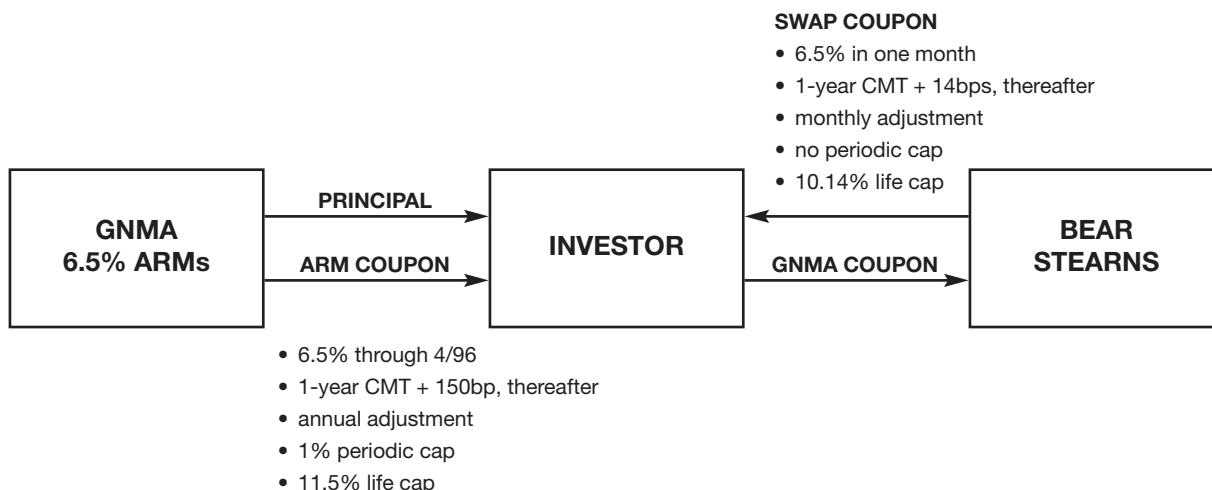 SWAP COUPON
• 6.5% in one month
• 1-year CMT + 14bps, thereafter
• monthly adjustment
• no periodic cap
• 10.14% life cap
GNMA
6.5% ARMs
PRINCIPAL
ARM COUPON
INVESTOR
GNMA COUPON
BEAR
STEARNS
• 6.5% through 4/96
• 1-year CMT + 150bp, thereafter
• annual adjustment
• 1% periodic cap
• 11.5% life cap